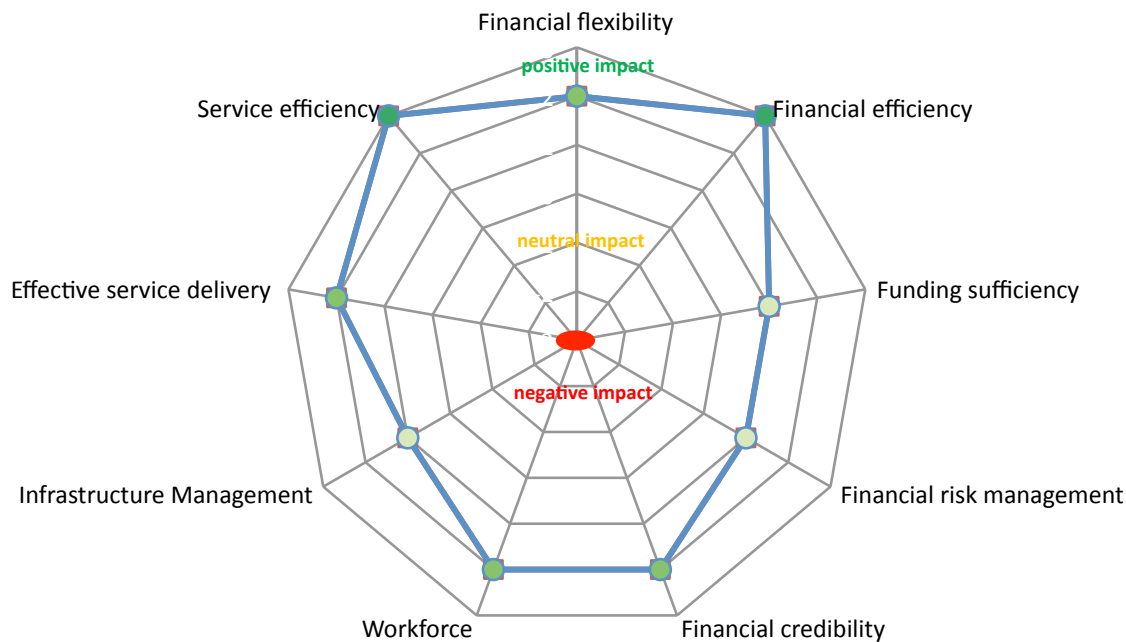 Financial flexibility
positive impact
Service efficiency
Financial efficiency
neutral impact
Effective service delivery
Funding sufficiency
negative impact
Infrastructure Management
Financial risk management
Workforce
Financial credibility